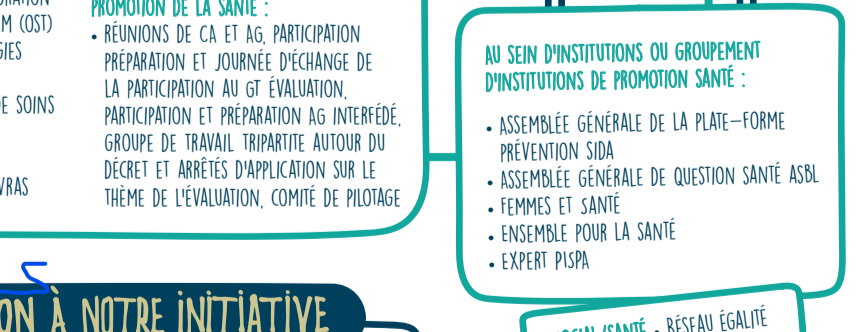 M (OST)
DE SOINS
PROMOTION DE LA SANTÉ :
• RÉUNIONS DE CA ET AG, PARTICIPATION
PRÉPARATION ET JOURNÉE D'ÉCHANGE DE
LA PARTICIPATION AU GT ÉVALUATION,
PARTICIPATION ET PRÉPARATION AG INTERFÉDÉ,
GROUPE DE TRAVAIL TRIPARTITE AUTOUR DU
DÉCRET ET ARRÊTÉS D'APPLICATION SUR LE
THÈME DE L'ÉVALUATION, COMITÉ DE PILOTAGE
AU SEIN D'INSTITUTIONS OU GROUPEMENT
D'INSTITUTIONS DE PROMOTION SANTÉ :
• ASSEMBLÉE GÉNÉRALE DE LA PLATE-FORME
PRÉVENTION SIDA
• ASSEMBLÉE GÉNÉRALE DE QUESTION SANTÉ ASBL
• FEMMES ET SANTÉ
• ENSEMBLE POUR LA SANTÉ
• EXPERT PISPA
ON À NOTRE INITIATIVE
SOCIAL/SANTÉ • RÉSEAU ÉGALITÉ